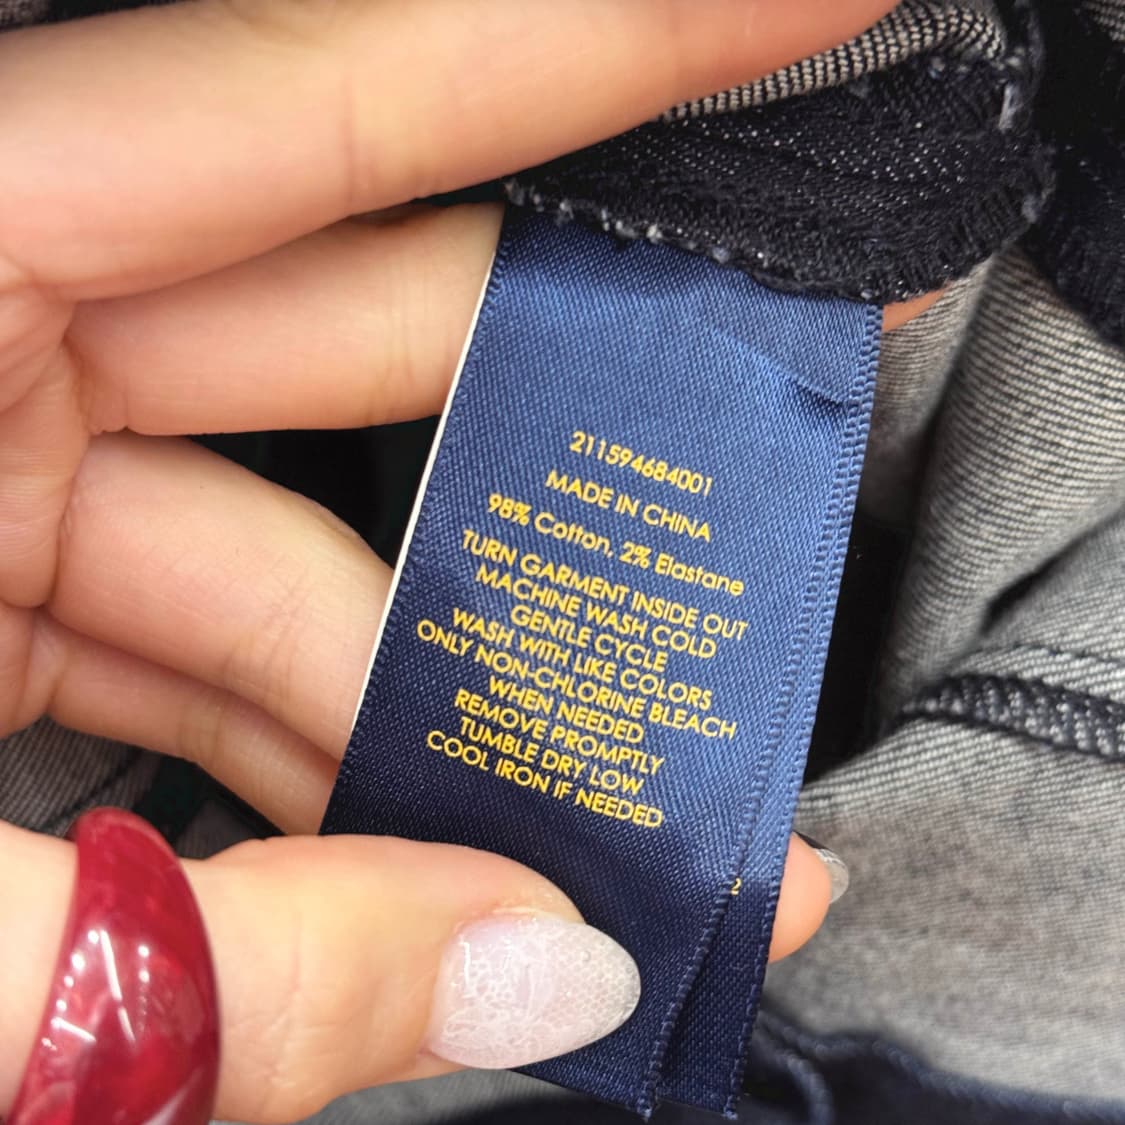 211594684001
MADE IN CHINA
98% Cotton, 2% Elastane
TURN GARMENT INSIDE OUT
MACHINE WASH COLD
GENTLE CYCLE
WASH WITH LIKE COLORS
ONLY NON-CHLORINE BLEACH
WHEN NEEDED
REMOVE PROMPTLY
TUMBLE DRY LOW
COOL IRON IF NEEDED
2